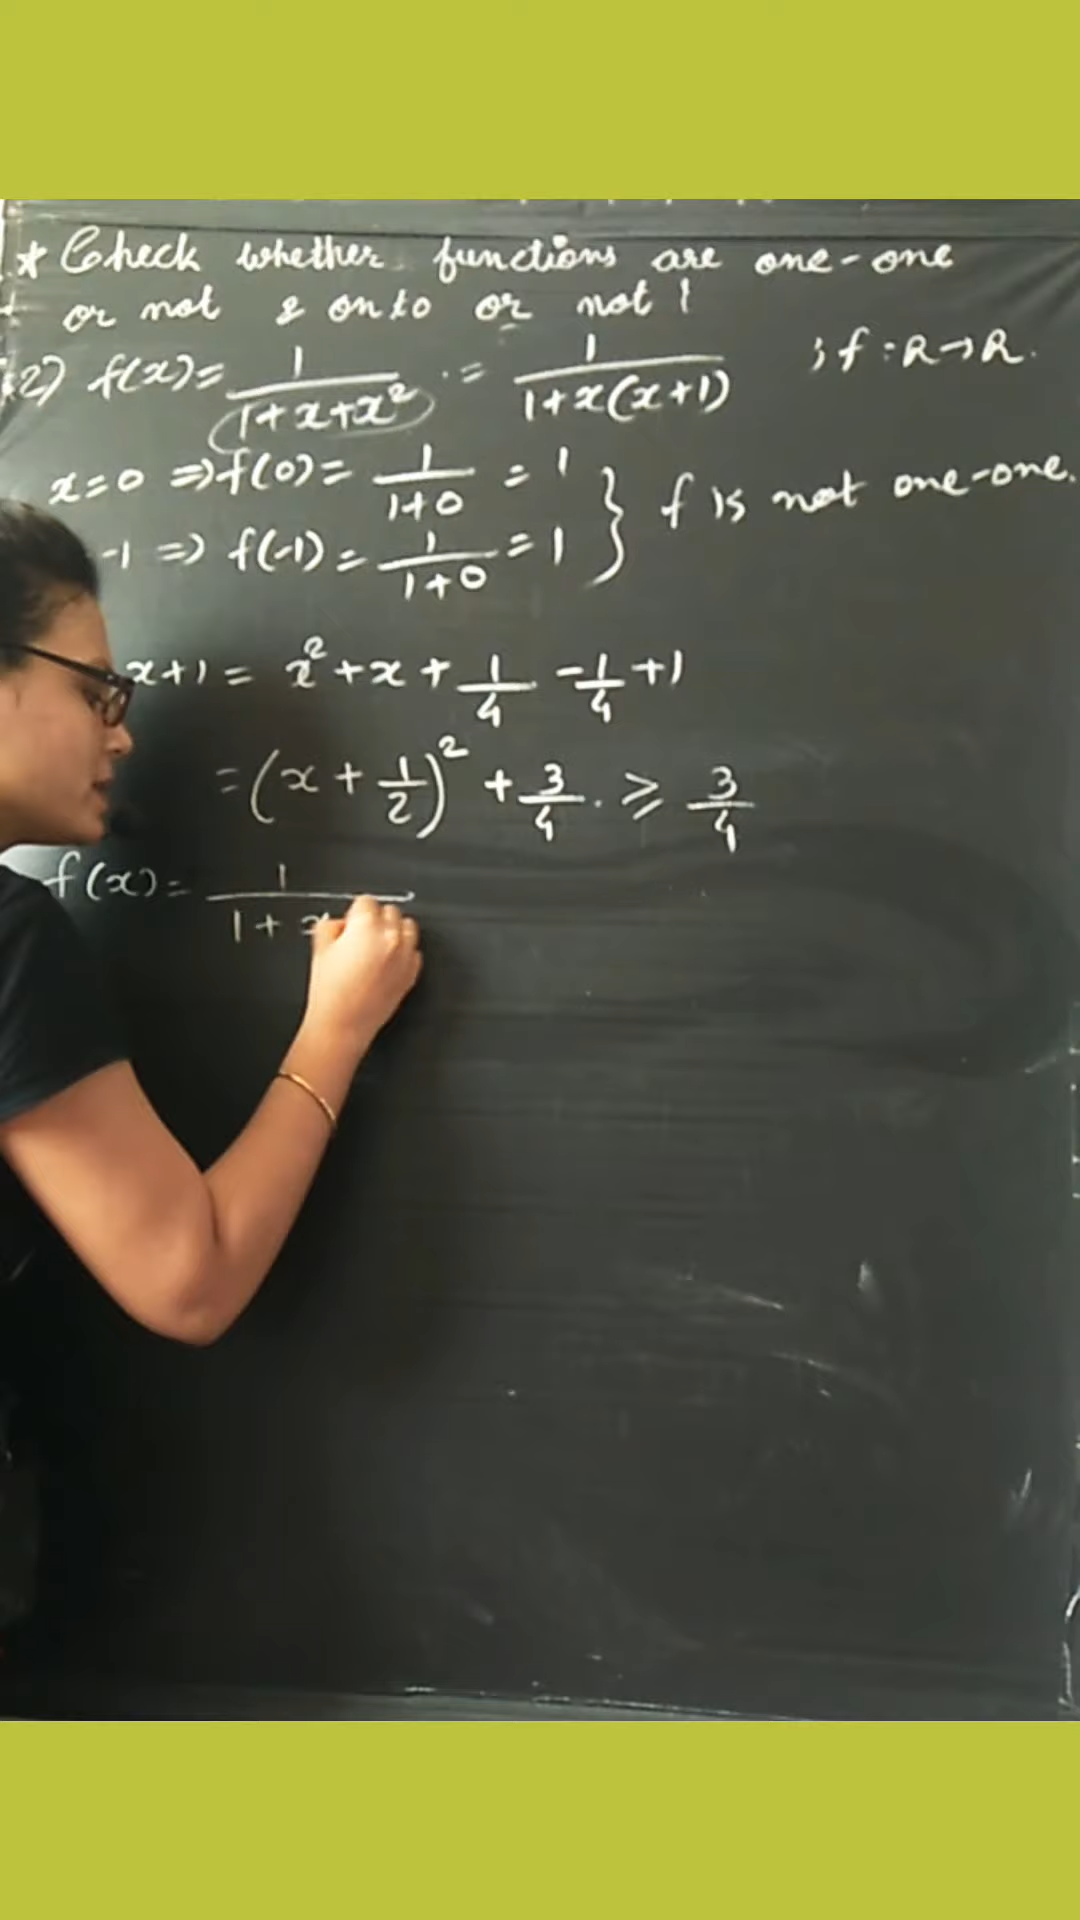 * Check whether functions are one-one
or not & onto or not !
2) f(x) = 1/(1+x+x²) . = 1/(1+x(x+1)) ; f : R→R.
x=0 ⇒ f(0) = 1/(1+0) = 1 } f is not one-one.
-1 ⇒ f(-1) = 1/(1+0) = 1
x+1 = x²+x+1/4 -1/4 +1
= (x + 1/2)² + 3/4 . ≥ 3/4
f(x) = 1/(1+x